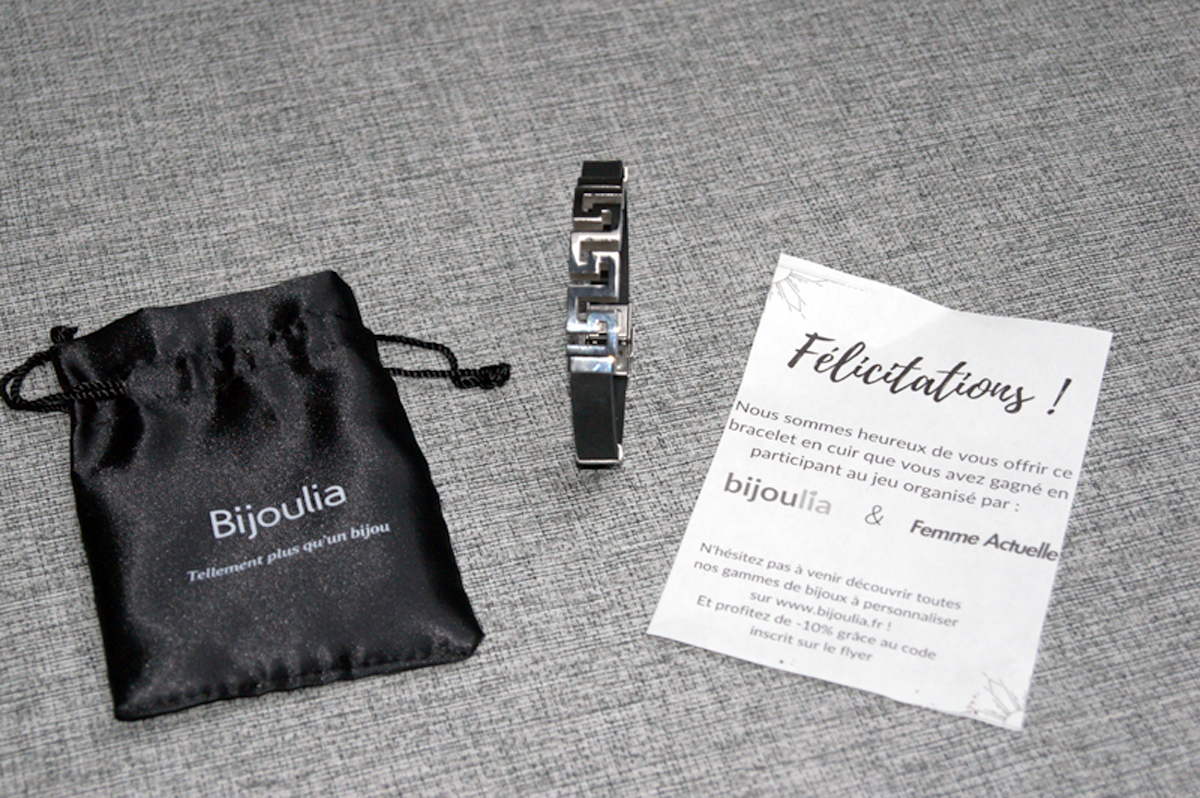 Bijoulia
Tellement plus qu'un bijou
Félicitations !
Nous sommes heureux de vous offrir ce
bracelet en cuir que vous avez gagné en
participant au jeu organisé par :
bijoulia & Femme Actuelle
N'hésitez pas à venir découvrir toutes
nos gammes de bijoux à personnaliser
sur www.bijoulia.fr !
Et profitez de -10% grâce au code
inscrit sur le flyer